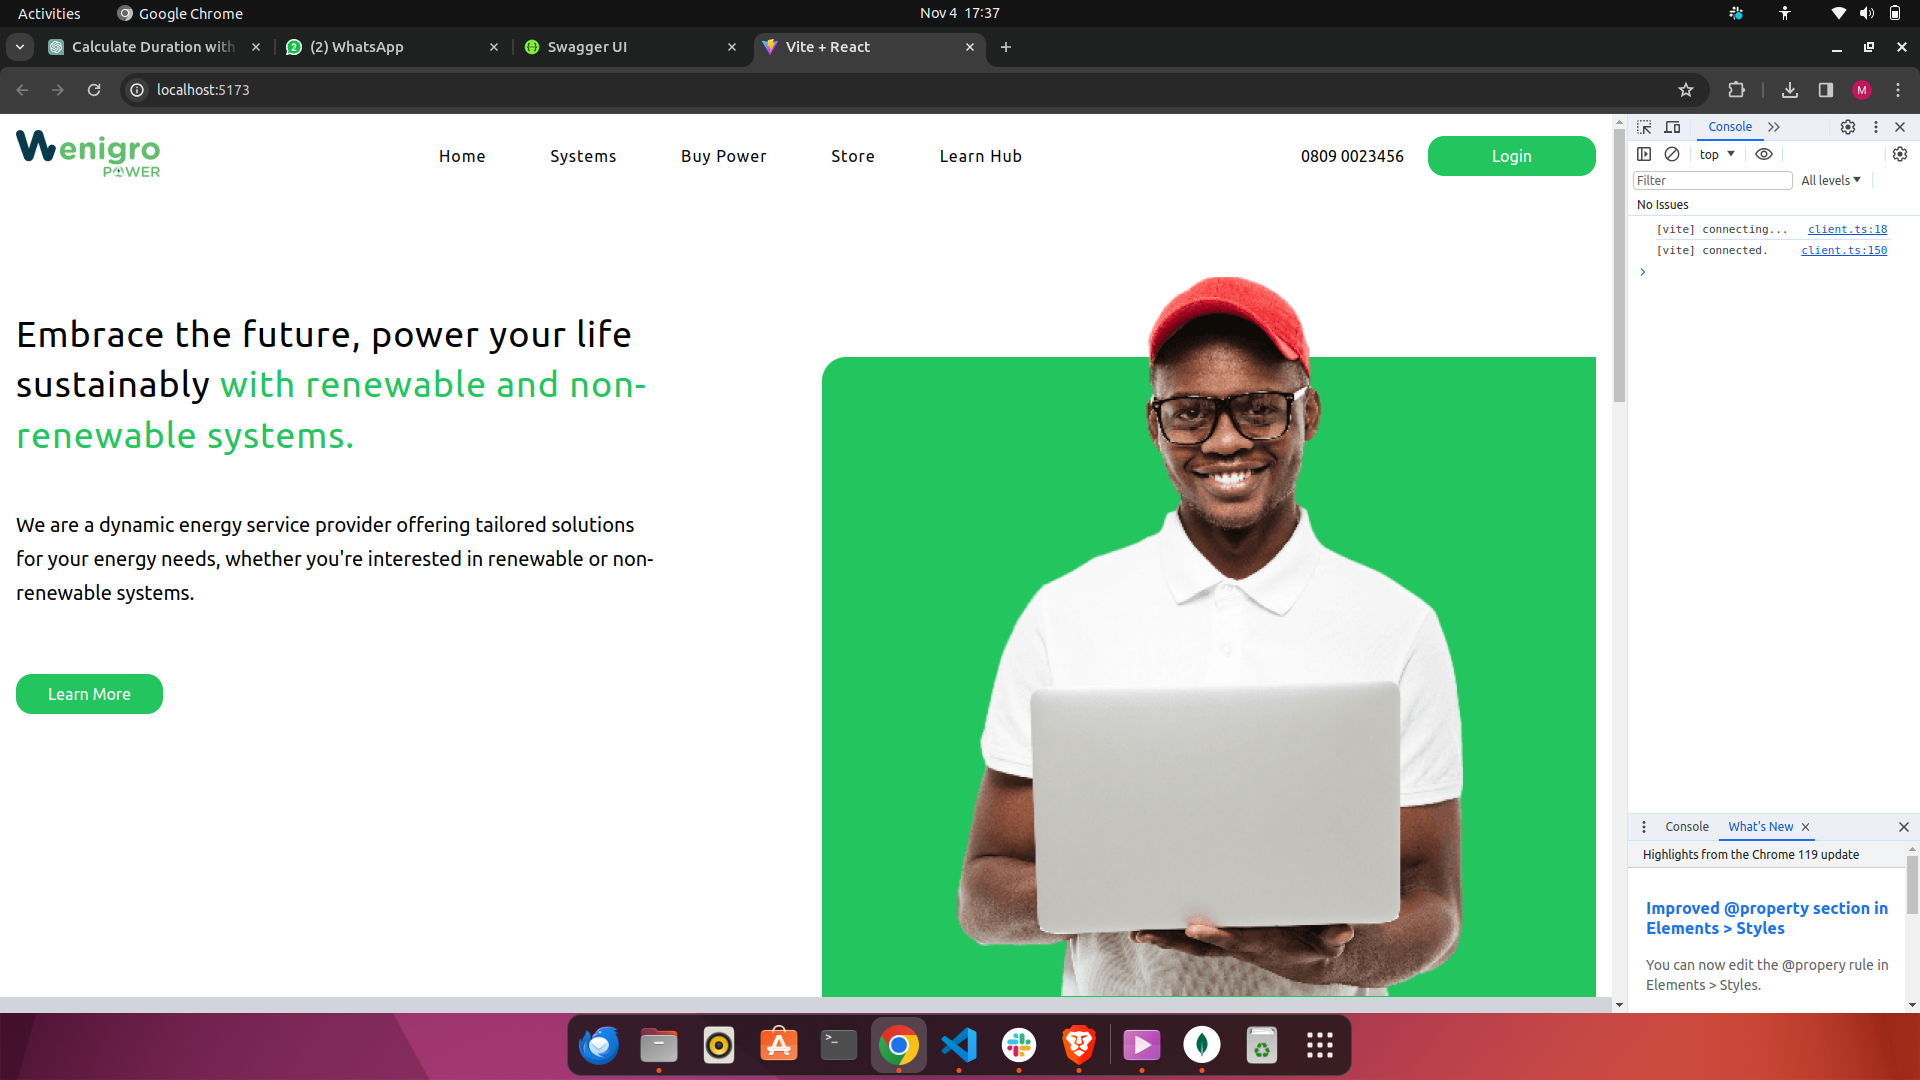 Activities
Google Chrome
Nov 4 17:37
Calculate Duration with
(2) WhatsApp
Swagger UI
Vite + React
localhost:5173
M
Wenigro
POWER
Home
Systems
Buy Power
Store
Learn Hub
0809 0023456
Login
Embrace the future, power your life
sustainably with renewable and non-
renewable systems.
We are a dynamic energy service provider offering tailored solutions
for your energy needs, whether you're interested in renewable or non-
renewable systems.
Learn More
Console
top
Filter
All levels
No Issues
[vite] connecting... client.ts:18
[vite] connected. client.ts:150
Console
What's New
Highlights from the Chrome 119 update
Improved @property section in
Elements > Styles
You can now edit the @propery rule in
Elements > Styles.